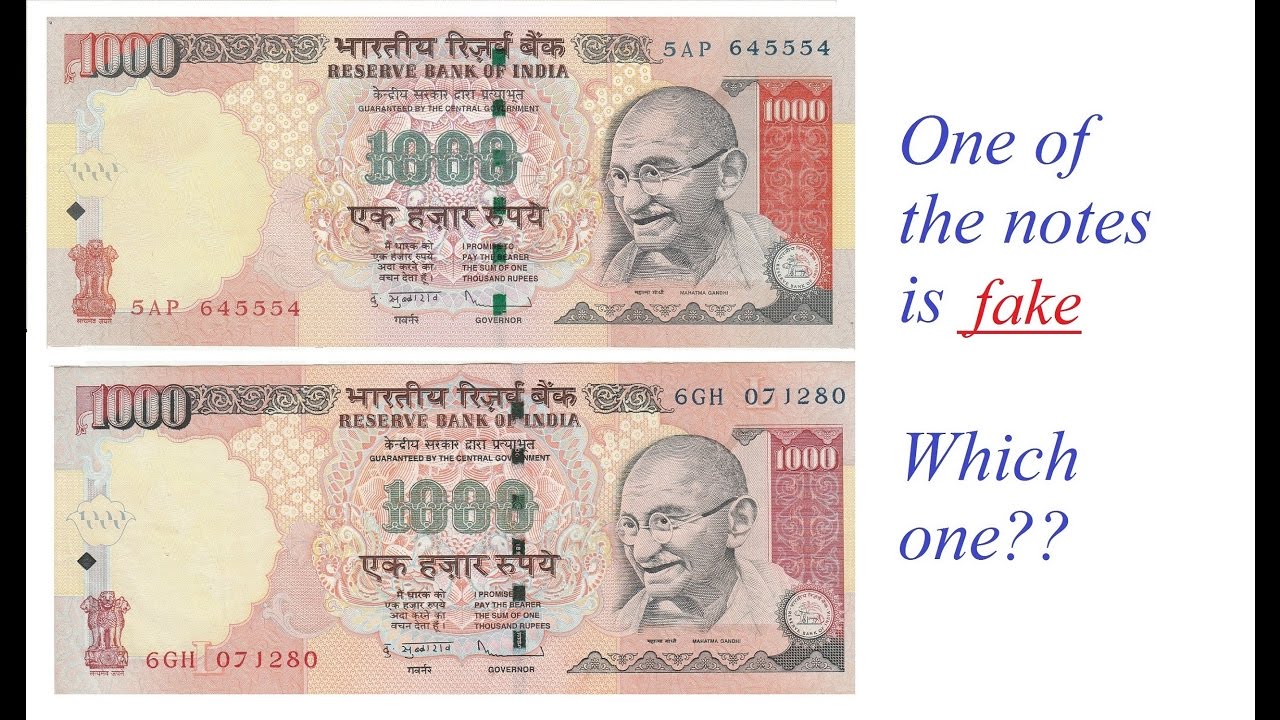 1000
भारतीय रिज़र्व बैंक
5AP 645554
RESERVE BANK OF INDIA
केन्द्रीय सरकार द्वारा प्रत्याभूत
GUARANTEED BY THE CENTRAL GOVERNMENT
1000
1000
एक हज़ार रुपये
मैं धारक को
एक हज़ार रुपये
अदा करने का
वचन देता हूँ।
I PROMISE TO
PAY THE BEARER
THE SUM OF ONE
THOUSAND RUPEES
महात्मा गांधी MAHATMA GANDHI
5AP 645554
गवर्नर GOVERNOR
सत्यमेव जयते
1000
भारतीय रिज़र्व बैंक
6GH 071280
RESERVE BANK OF INDIA
केन्द्रीय सरकार द्वारा प्रत्याभूत
GUARANTEED BY THE CENTRAL GOVERNMENT
1000
1000
एक हज़ार रुपये
मैं धारक को
एक हज़ार रुपये
अदा करने का
वचन देता हूँ।
I PROMISE
PAY THE BEARER
THE SUM OF ONE
THOUSAND RUPEES
महात्मा गांधी MAHATMA GANDHI
6GH 071280
L
गवर्नर GOVERNOR
सत्यमेव जयते
One of
the notes
is fake
Which
one??